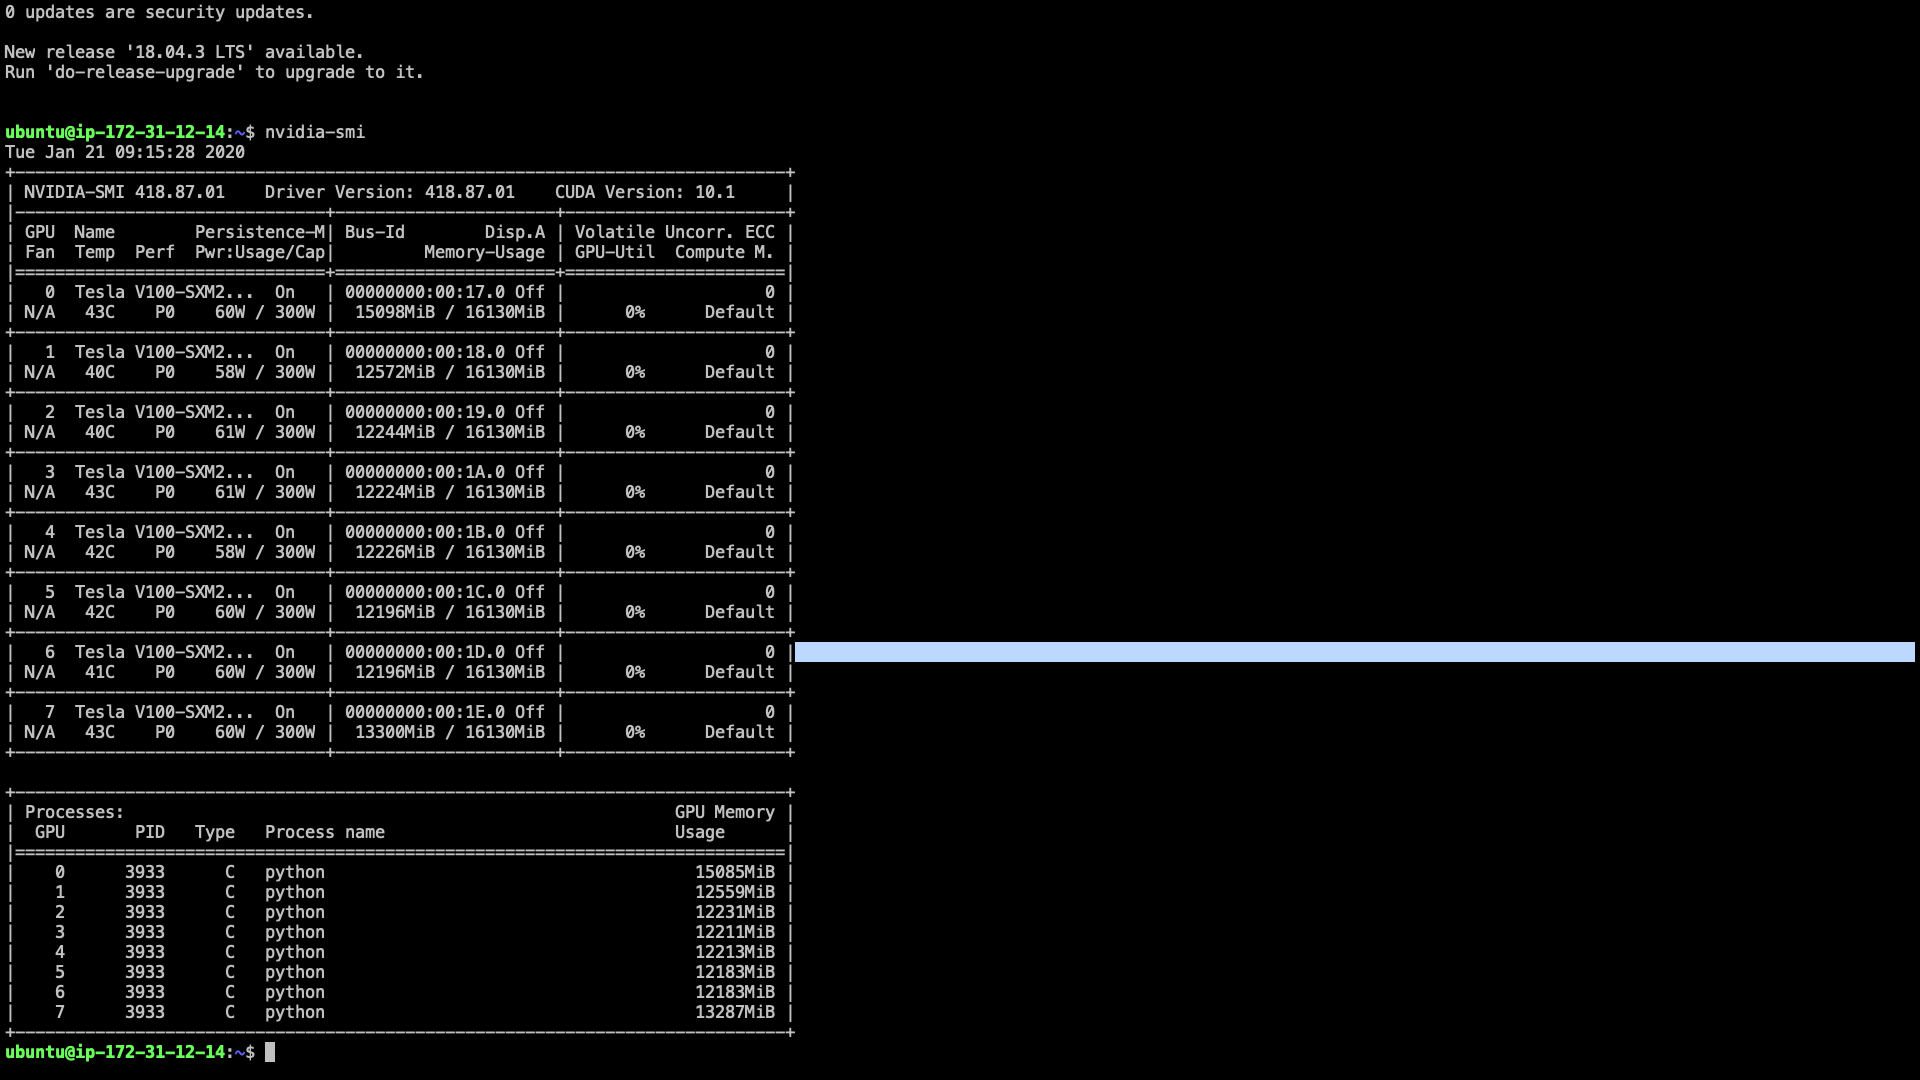 0 updates are security updates.
New release '18.04.3 LTS' available.
Run 'do-release-upgrade' to upgrade to it.
ubuntu@ip-172-31-12-14:~$ nvidia-smi
Tue Jan 21 09:15:28 2020
+-----------------------------------------------------------------------------+
| NVIDIA-SMI 418.87.01    Driver Version: 418.87.01    CUDA Version: 10.1     |
|-------------------------------+----------------------+----------------------+
| GPU  Name        Persistence-M| Bus-Id        Disp.A | Volatile Uncorr. ECC |
| Fan  Temp  Perf  Pwr:Usage/Cap|         Memory-Usage | GPU-Util  Compute M. |
|===============================+======================+======================|
|   0  Tesla V100-SXM2...  On   | 00000000:00:17.0 Off |                    0 |
| N/A   43C    P0    60W / 300W |  15098MiB / 16130MiB |      0%      Default |
+-------------------------------+----------------------+----------------------+
|   1  Tesla V100-SXM2...  On   | 00000000:00:18.0 Off |                    0 |
| N/A   40C    P0    58W / 300W |  12572MiB / 16130MiB |      0%      Default |
+-------------------------------+----------------------+----------------------+
|   2  Tesla V100-SXM2...  On   | 00000000:00:19.0 Off |                    0 |
| N/A   40C    P0    61W / 300W |  12244MiB / 16130MiB |      0%      Default |
+-------------------------------+----------------------+----------------------+
|   3  Tesla V100-SXM2...  On   | 00000000:00:1A.0 Off |                    0 |
| N/A   43C    P0    61W / 300W |  12224MiB / 16130MiB |      0%      Default |
+-------------------------------+----------------------+----------------------+
|   4  Tesla V100-SXM2...  On   | 00000000:00:1B.0 Off |                    0 |
| N/A   42C    P0    58W / 300W |  12226MiB / 16130MiB |      0%      Default |
+-------------------------------+----------------------+----------------------+
|   5  Tesla V100-SXM2...  On   | 00000000:00:1C.0 Off |                    0 |
| N/A   42C    P0    60W / 300W |  12196MiB / 16130MiB |      0%      Default |
+-------------------------------+----------------------+----------------------+
|   6  Tesla V100-SXM2...  On   | 00000000:00:1D.0 Off |                    0 |
| N/A   41C    P0    60W / 300W |  12196MiB / 16130MiB |      0%      Default |
+-------------------------------+----------------------+----------------------+
|   7  Tesla V100-SXM2...  On   | 00000000:00:1E.0 Off |                    0 |
| N/A   43C    P0    60W / 300W |  13300MiB / 16130MiB |      0%      Default |
+-------------------------------+----------------------+----------------------+
+-----------------------------------------------------------------------------+
| Processes:                                                       GPU Memory |
|  GPU       PID   Type   Process name                             Usage      |
|=============================================================================|
|    0      3933      C   python                                     15085MiB |
|    1      3933      C   python                                     12559MiB |
|    2      3933      C   python                                     12231MiB |
|    3      3933      C   python                                     12211MiB |
|    4      3933      C   python                                     12213MiB |
|    5      3933      C   python                                     12183MiB |
|    6      3933      C   python                                     12183MiB |
|    7      3933      C   python                                     13287MiB |
+-----------------------------------------------------------------------------+
ubuntu@ip-172-31-12-14:~$